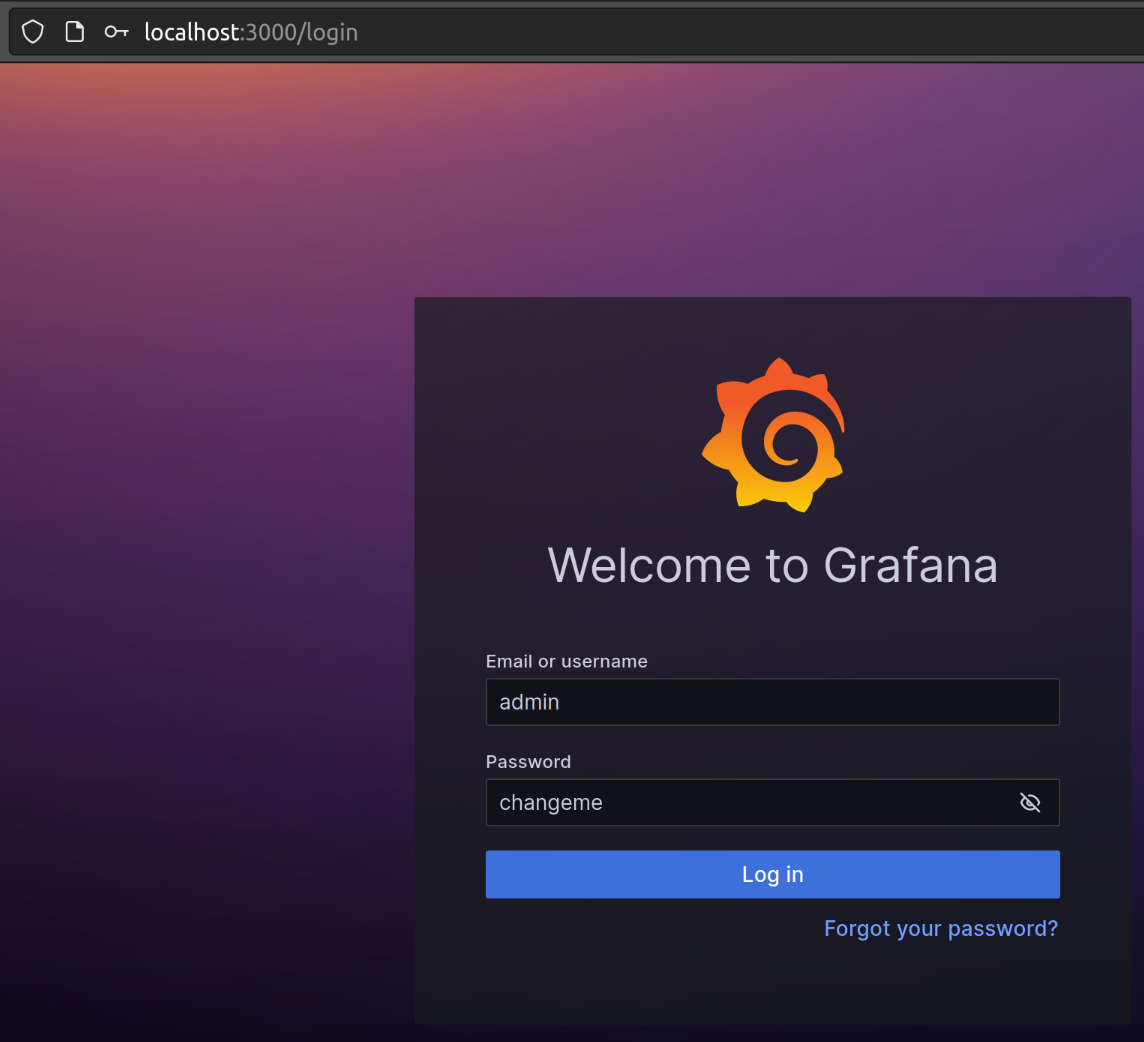 localhost:3000/login
Welcome to Grafana
Email or username
admin
Password
changeme
Log in
Forgot your password?